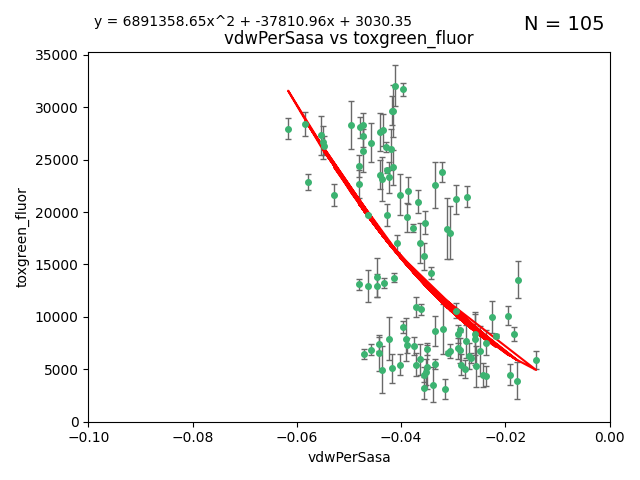 y = 6891358.65x^2 + -37810.96x + 3030.35
N = 105
vdwPerSasa vs toxgreen_fluor
35000
30000
25000
20000
15000
10000
5000
0
toxgreen_fluor
−0.10 −0.08 −0.06 −0.04 −0.02 0.00
vdwPerSasa